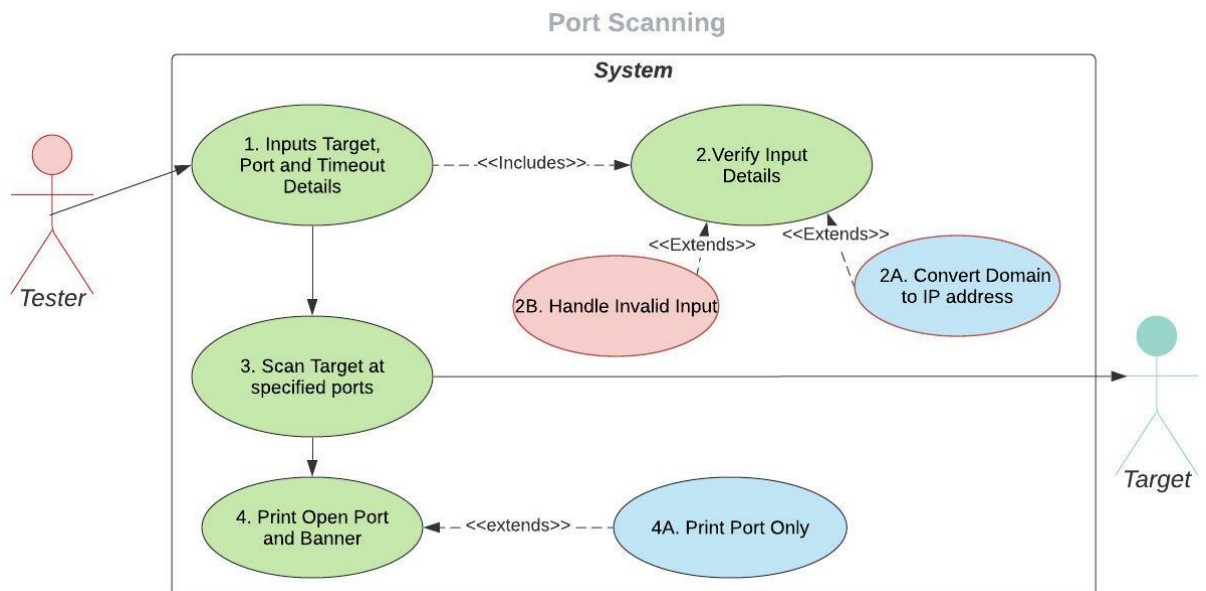 Port Scanning
System
1. Inputs Target,
Port and Timeout
Details
<<Includes>>
2.Verify Input
Details
<<Extends>>
<<Extends>>
2B. Handle Invalid Input
2A. Convert Domain
to IP address
Tester
3. Scan Target at
specified ports
Target
4. Print Open Port
and Banner
<<extends>>
4A. Print Port Only